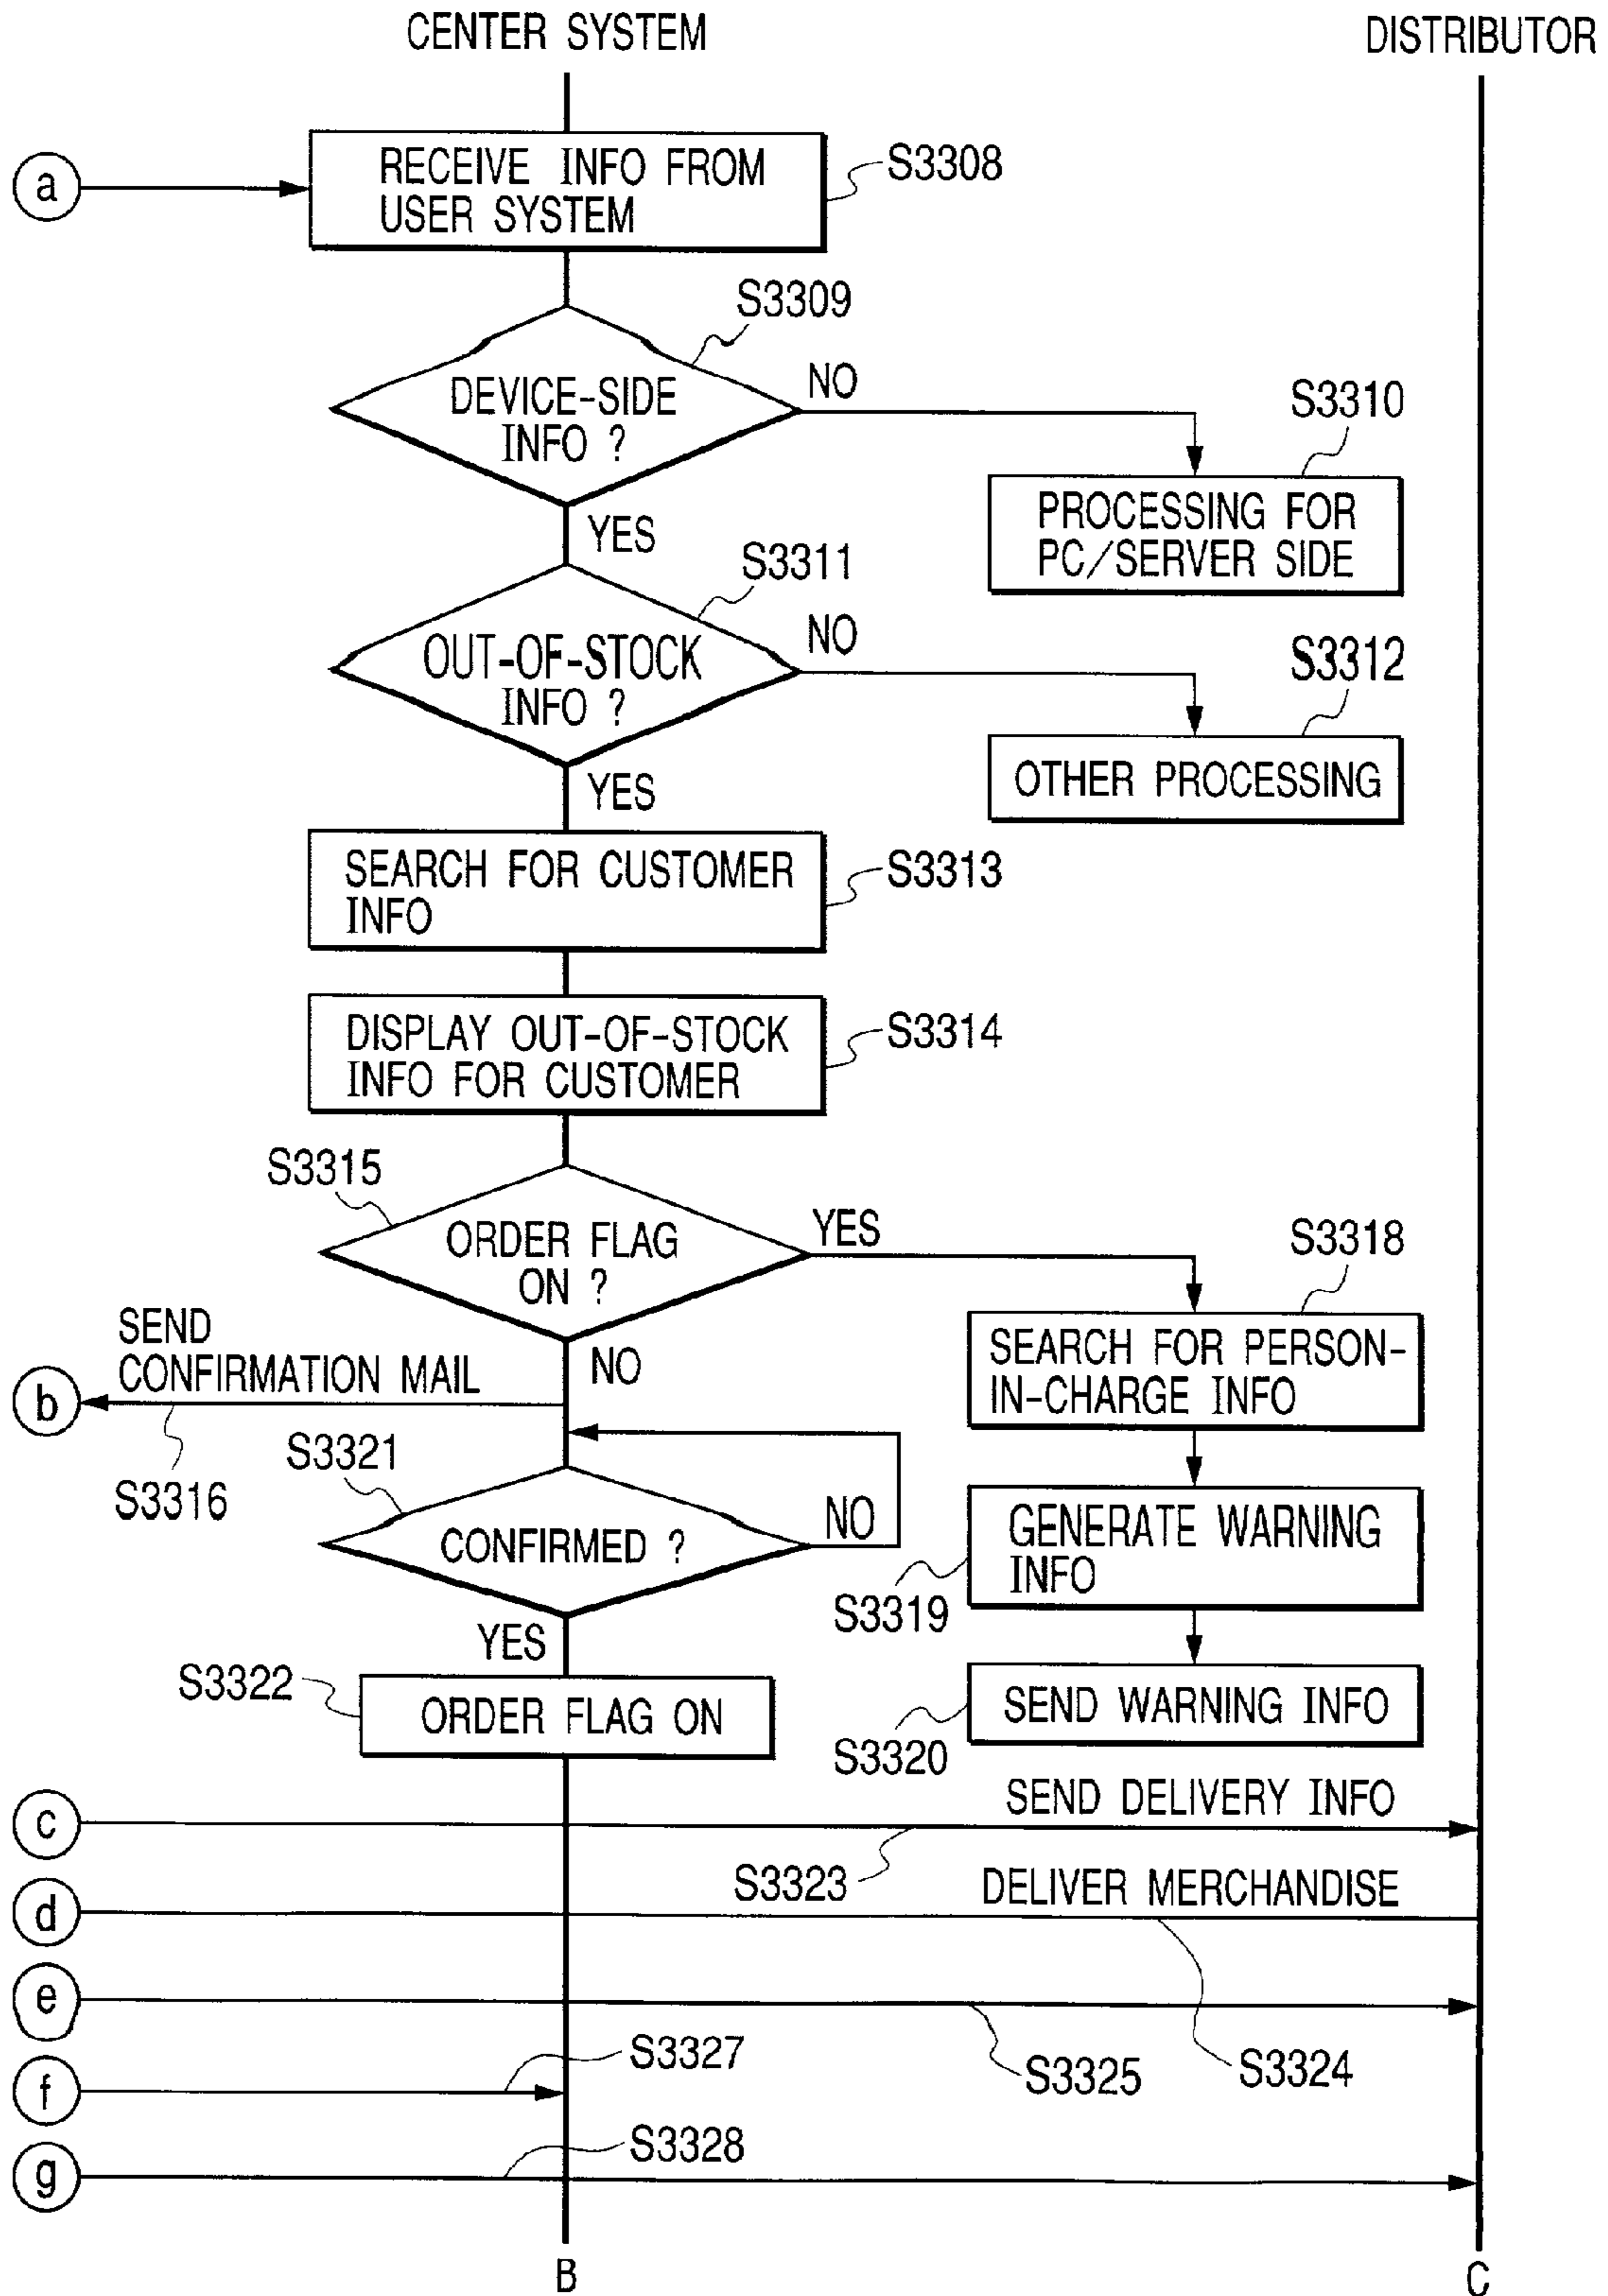 CENTER SYSTEM
DISTRIBUTOR
a
RECEIVE INFO FROM
USER SYSTEM
S3308
S3309
DEVICE-SIDE
INFO ?
NO
S3310
PROCESSING FOR
PC/SERVER SIDE
YES
S3311
OUT-OF-STOCK
INFO ?
NO
S3312
OTHER PROCESSING
YES
SEARCH FOR CUSTOMER
INFO
S3313
DISPLAY OUT-OF-STOCK
INFO FOR CUSTOMER
S3314
S3315
ORDER FLAG
ON ?
YES
S3318
SEARCH FOR PERSON-
IN-CHARGE INFO
NO
SEND
CONFIRMATION MAIL
b
S3316
S3321
CONFIRMED ?
NO
GENERATE WARNING
INFO
S3319
YES
S3322
ORDER FLAG ON
SEND WARNING INFO
S3320
c
SEND DELIVERY INFO
S3323
d
DELIVER MERCHANDISE
S3324
e
S3325
f
S3327
g
S3328
B
C